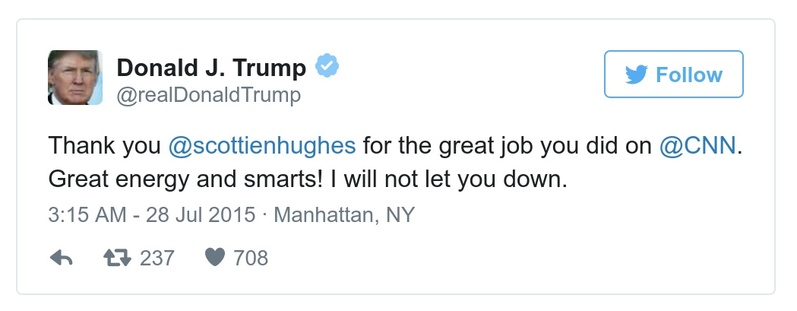 Donald J. Trump
@realDonaldTrump
Follow
Thank you @scottienhughes for the great job you did on @CNN.
Great energy and smarts! I will not let you down.
3:15 AM - 28 Jul 2015 · Manhattan, NY
237 708